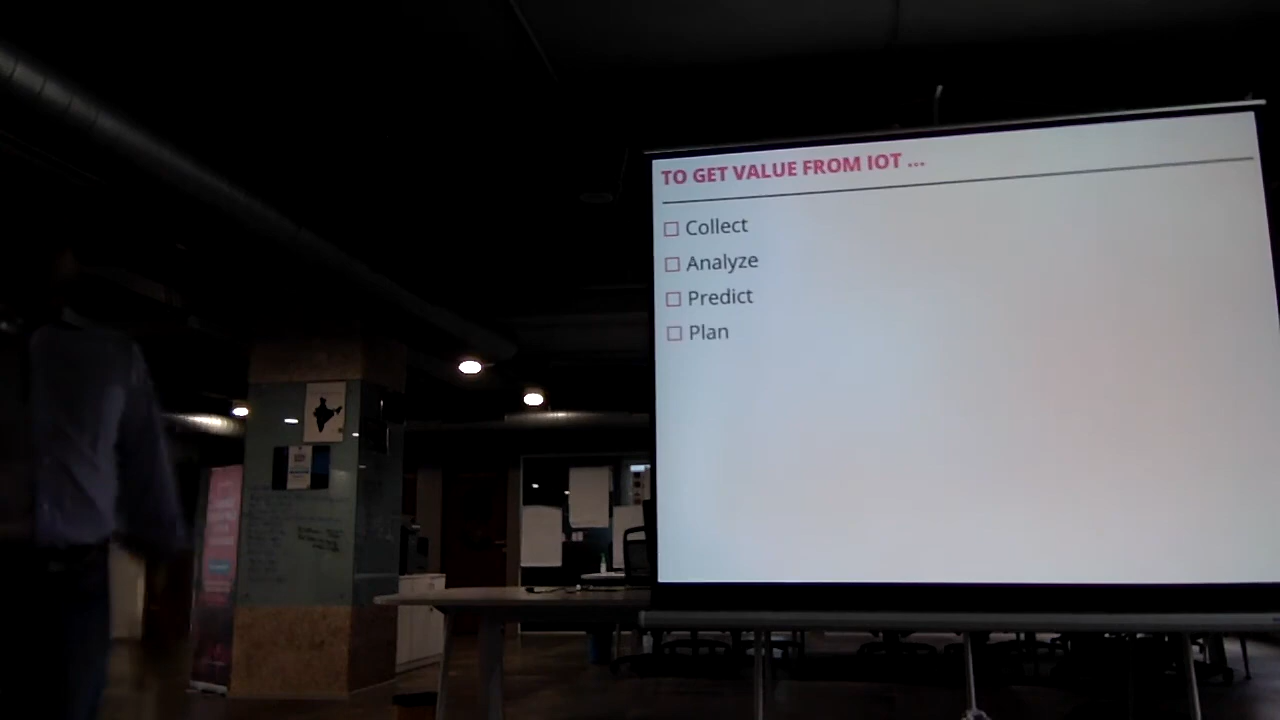 TO GET VALUE FROM IOT ...
Collect
Analyze
Predict
Plan